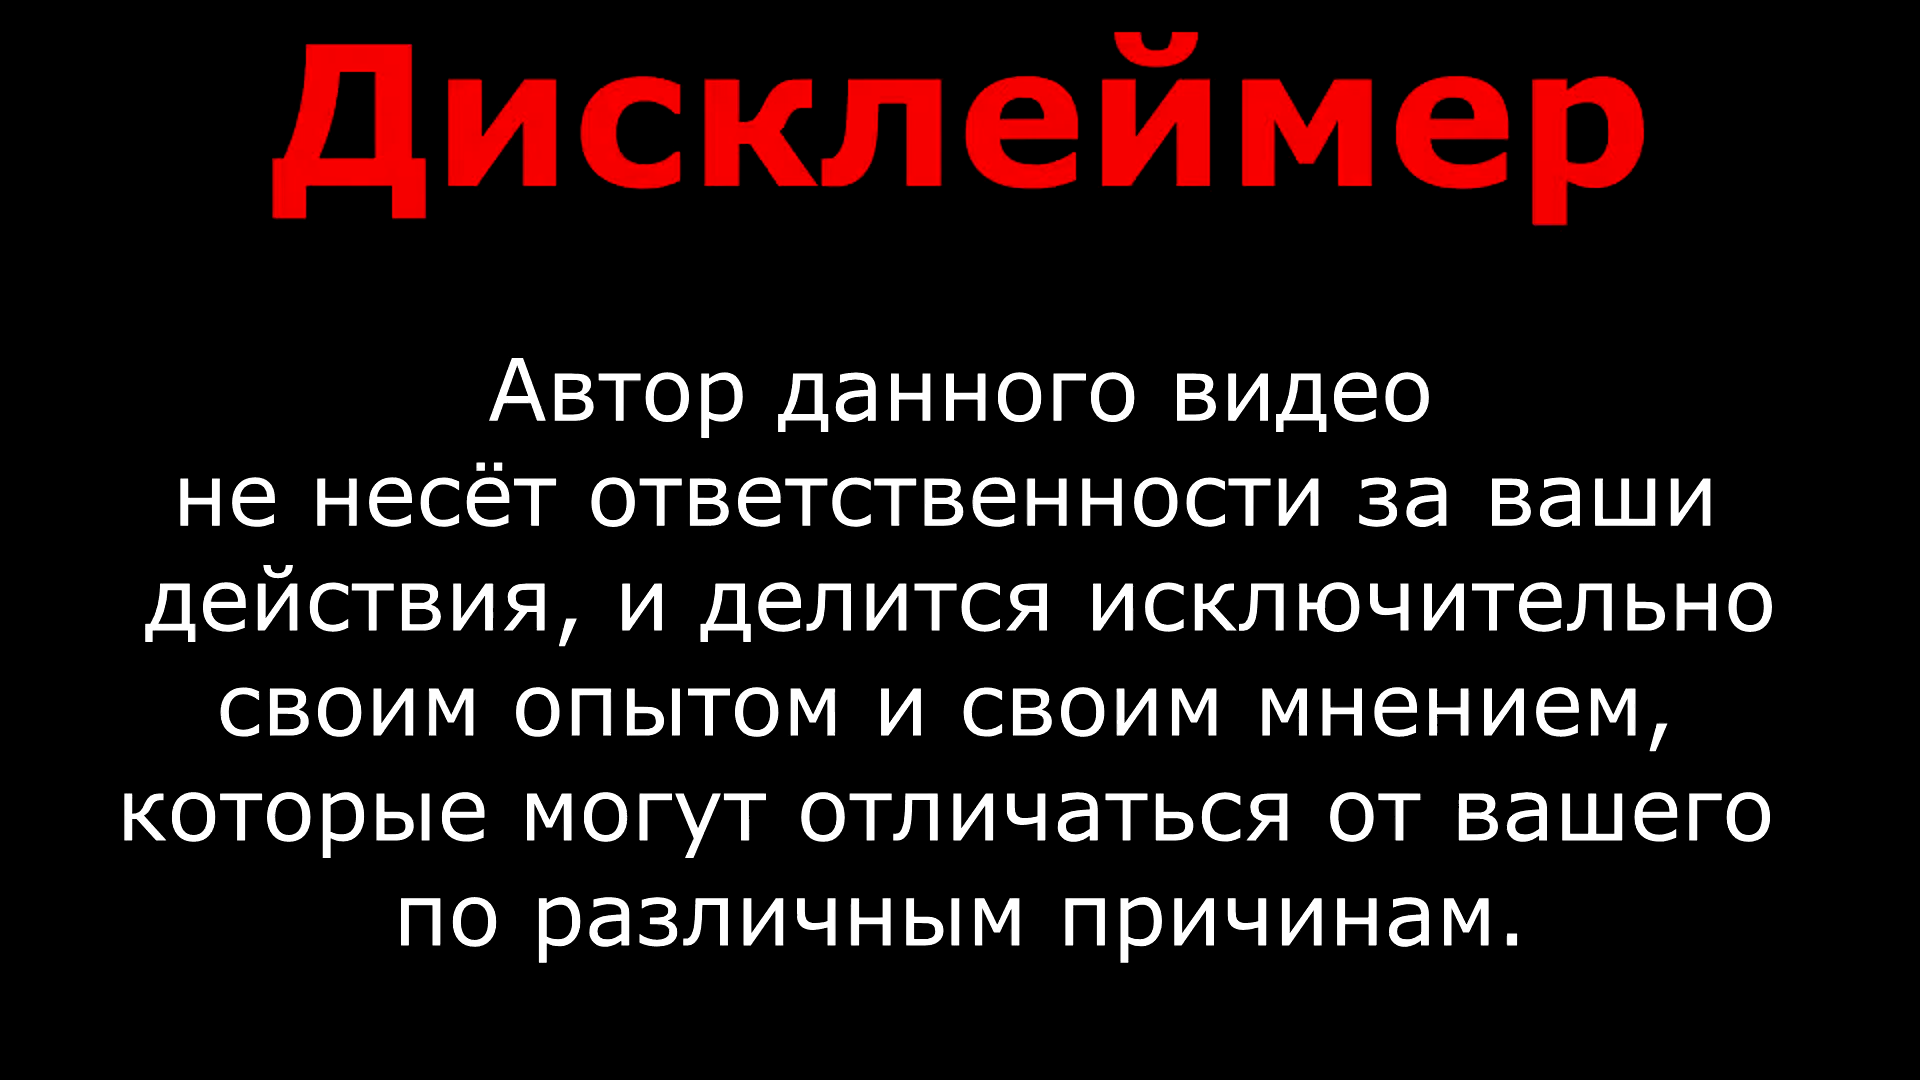 Дисклеймер
Автор данного видео
не несёт ответственности за ваши
действия, и делится исключительно
своим опытом и своим мнением,
которые могут отличаться от вашего
по различным причинам.